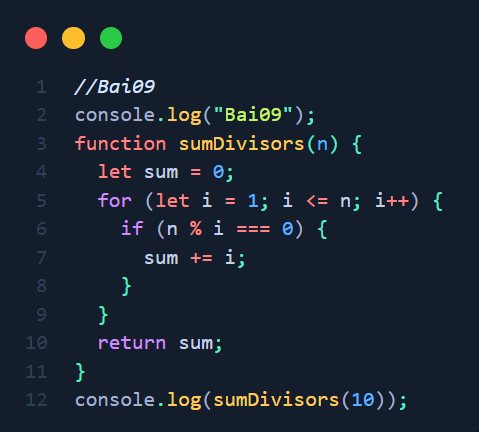 1 //Bai09
2 console.log("Bai09");
3 function sumDivisors(n) {
4   let sum = 0;
5   for (let i = 1; i <= n; i++) {
6     if (n % i === 0) {
7       sum += i;
8     }
9   }
10   return sum;
11 }
12 console.log(sumDivisors(10));